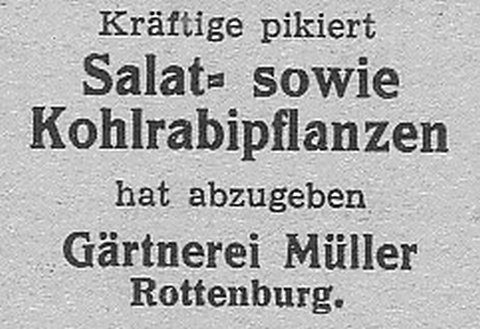 Kräftige pikiert
Salat- sowie
Kohlrabipflanzen
hat abzugeben
Gärtnerei Müller
Rottenburg.